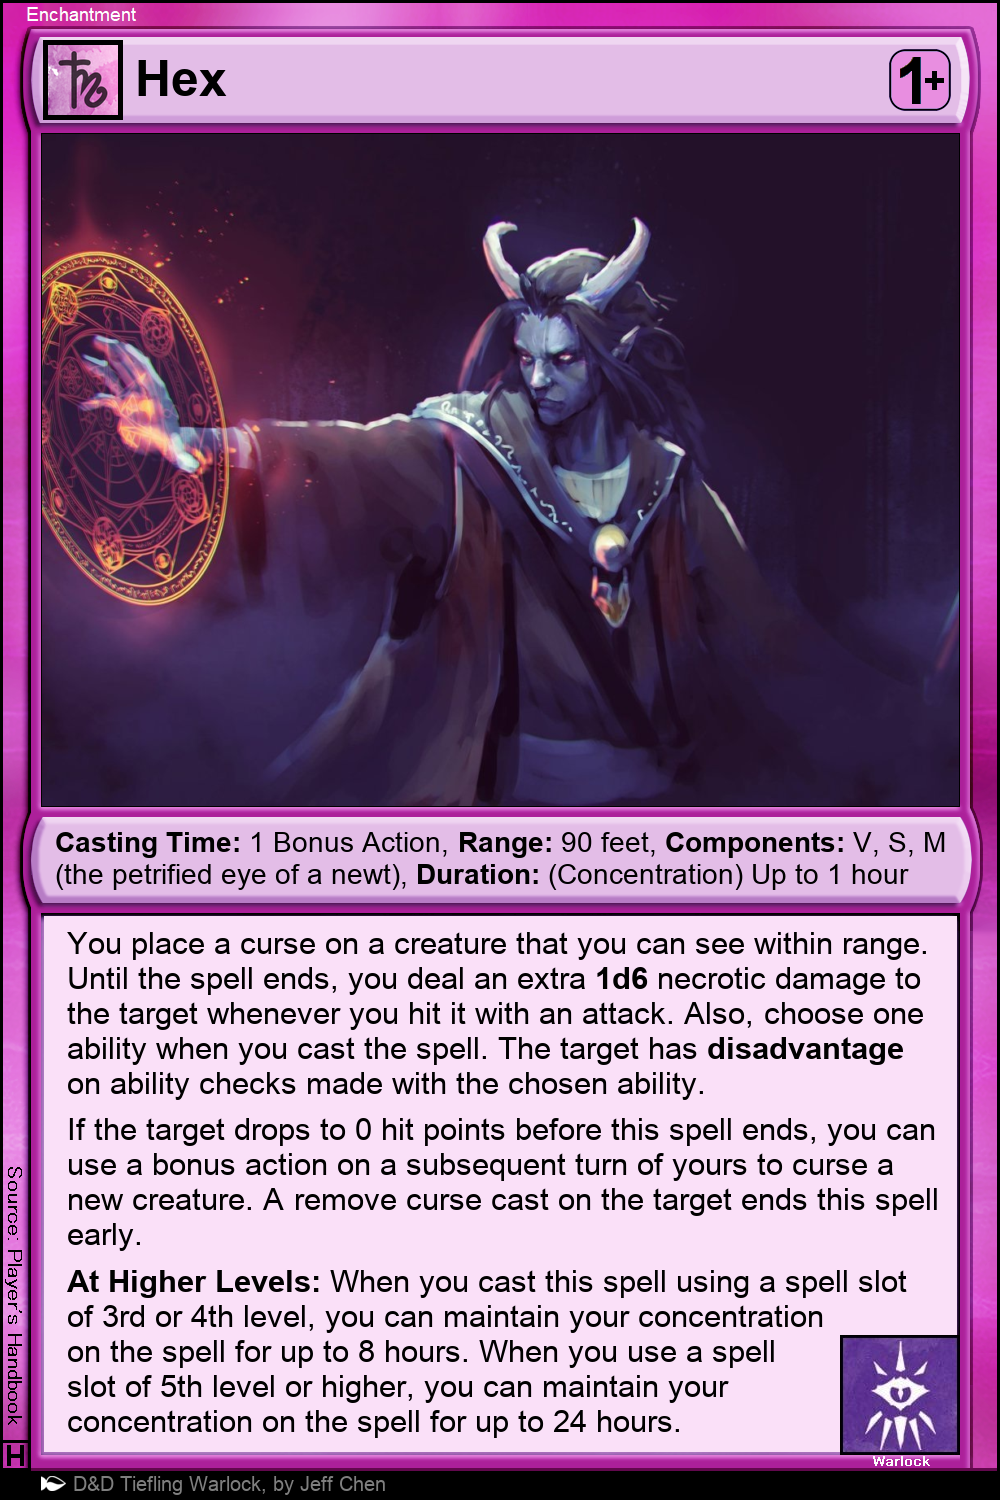 Enchantment
Hex
1+
Casting Time: 1 Bonus Action, Range: 90 feet, Components: V, S, M
(the petrified eye of a newt), Duration: (Concentration) Up to 1 hour
You place a curse on a creature that you can see within range.
Until the spell ends, you deal an extra 1d6 necrotic damage to
the target whenever you hit it with an attack. Also, choose one
ability when you cast the spell. The target has disadvantage
on ability checks made with the chosen ability.
If the target drops to 0 hit points before this spell ends, you can
use a bonus action on a subsequent turn of yours to curse a
new creature. A remove curse cast on the target ends this spell
early.
At Higher Levels: When you cast this spell using a spell slot
of 3rd or 4th level, you can maintain your concentration
on the spell for up to 8 hours. When you use a spell
slot of 5th level or higher, you can maintain your
concentration on the spell for up to 24 hours.
Warlock
Source: Player's Handbook
H
D&D Tiefling Warlock, by Jeff Chen